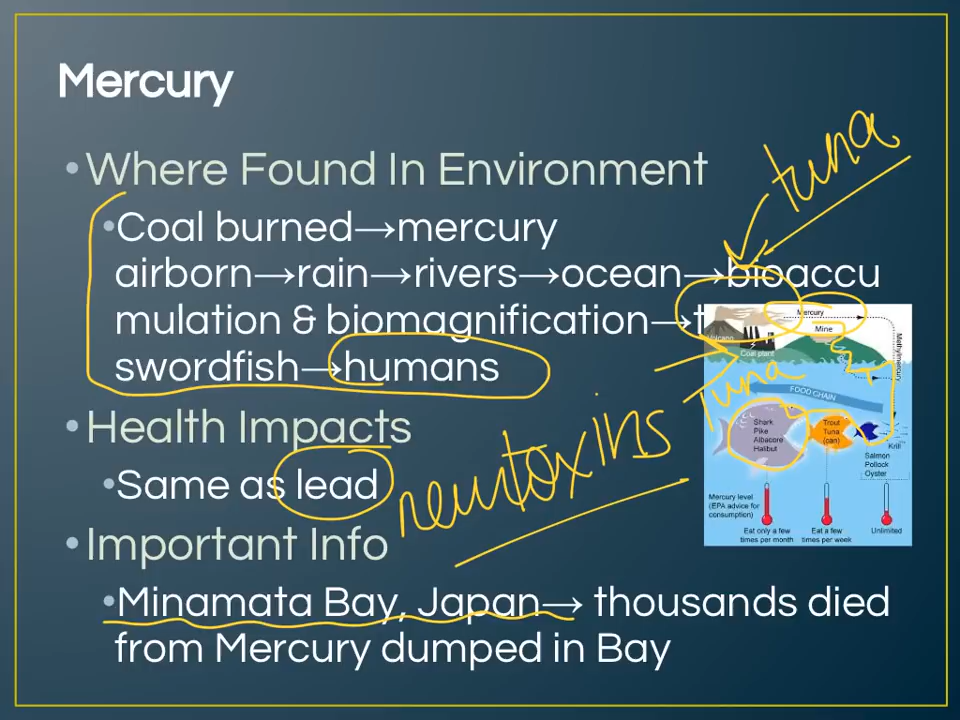 Mercury
•Where Found In Environment
•Coal burned→mercury
airborn→rain→rivers→ocean→bioaccu
mulation & biomagnification→t
swordfish→humans
•Health Impacts
•Same as lead
•Important Info
•Minamata Bay, Japan→ thousands died
from Mercury dumped in Bay
tuna
Tuna
neurotoxins
Mercury
Mine
Coal plant
Methylmercury
FOOD CHAIN
Shark
Pike
Albacore
Halibut
Trout
Tuna
(can)
Krill
Salmon
Pollock
Oyster
Mercury level
(EPA advice for
consumption)
Eat only a few
times per month
Eat a few
times per week
Unlimited